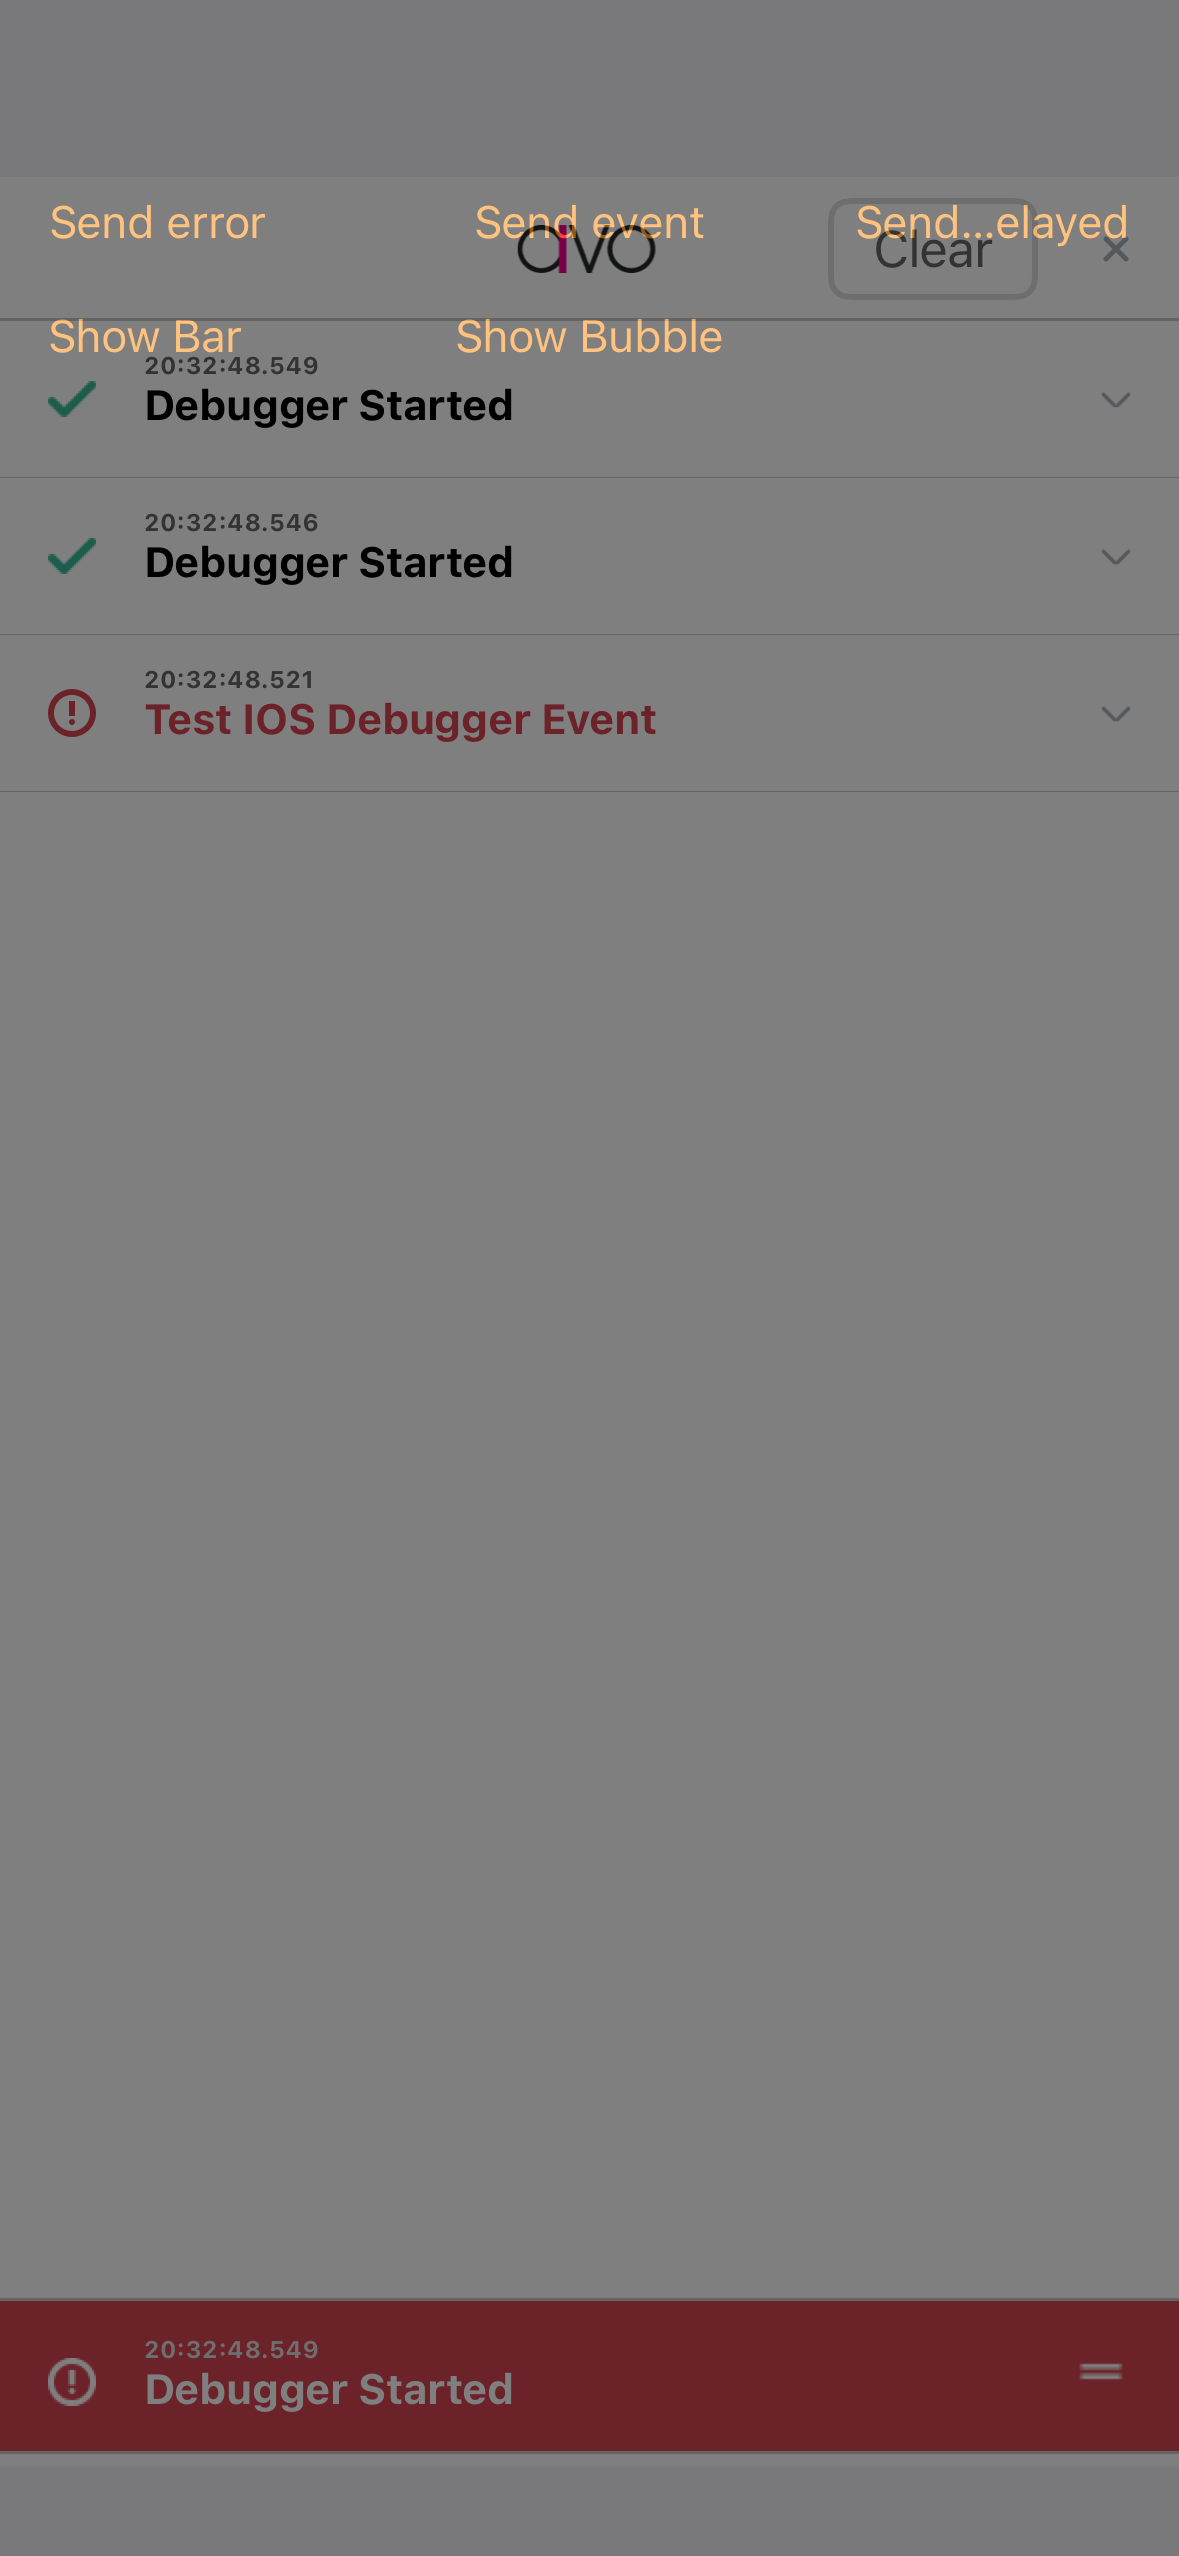 Send error
Send event
Send...elayed
avo
Clear
Show Bar
Show Bubble
20:32:48.549
Debugger Started
20:32:48.546
Debugger Started
20:32:48.521
Test IOS Debugger Event
20:32:48.549
Debugger Started